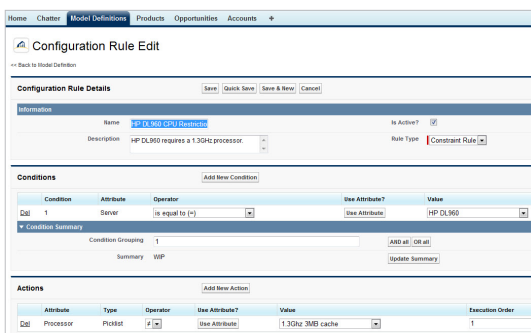 Home Chatter Model Definitions Products Opportunities Accounts +
Configuration Rule Edit
<< Back to Model Definition
Configuration Rule Details Save Quick Save Save & New Cancel
Information
Name HP DL960 CPU Restrictio Is Active?
Description HP DL960 requires a 1.3GHz processor. Rule Type Constraint Rule
Conditions Add New Condition
Condition Attribute Operator Use Attribute? Value
Del 1 Server is equal to (=) Use Attribute HP DL960
Condition Summary
Condition Grouping 1 AND all OR all
Summary WIP Update Summary
Actions Add New Action
Attribute Type Operator Use Attribute? Value Execution Order
Del Processor Picklist ≠ Use Attribute 1.3Ghz 3MB cache 1